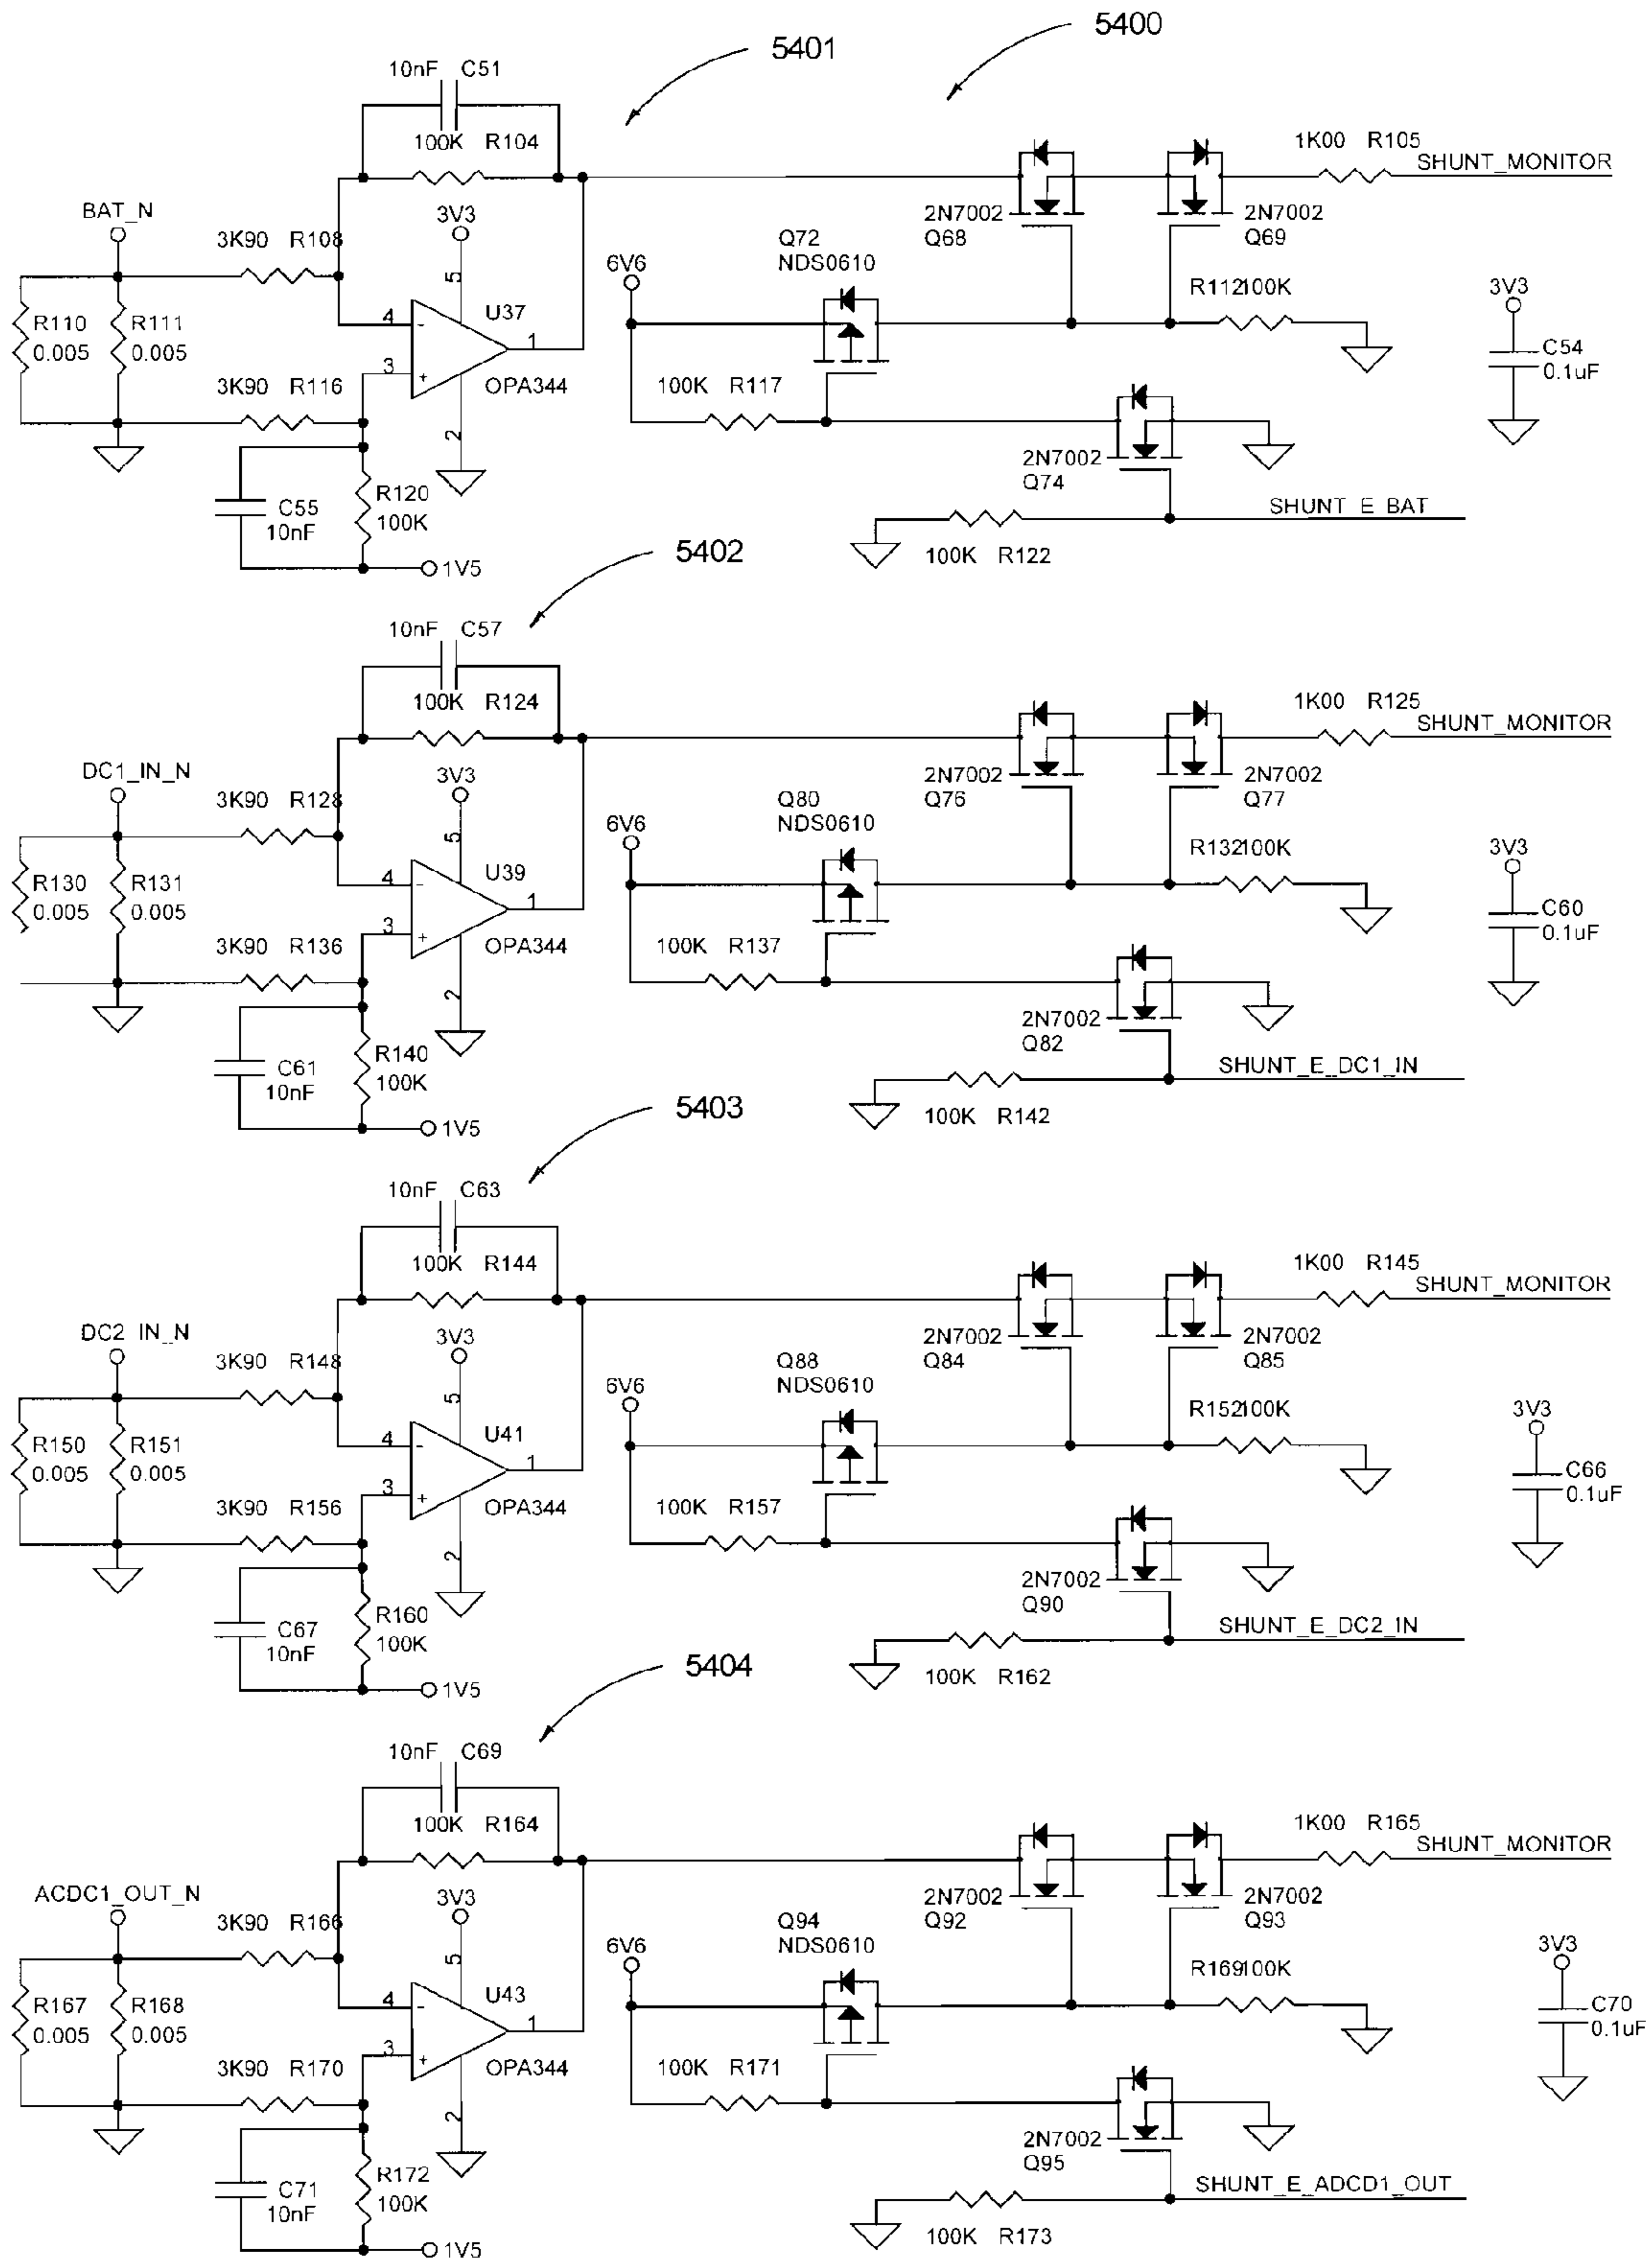 5400
5401
10nF C51
100K R104
1K00 R105
SHUNT_MONITOR
BAT_N
3K90 R108
3V3
5
2N7002
Q68
2N7002
Q69
Q72
NDS0610
6V6
R112 100K
3V3
R110
0.005
R111
0.005
4
-
U37
1
3
+
OPA344
C54
0.1uF
3K90 R116
100K R117
2
2N7002
Q74
C55
10nF
R120
100K
SHUNT_E_BAT
100K R122
1V5
5402
10nF C57
100K R124
1K00 R125
SHUNT_MONITOR
DC1_IN_N
3K90 R128
3V3
5
2N7002
Q76
2N7002
Q77
Q80
NDS0610
6V6
R132 100K
3V3
R130
0.005
R131
0.005
4
-
U39
1
3
+
OPA344
C60
0.1uF
3K90 R136
100K R137
2
2N7002
Q82
C61
10nF
R140
100K
SHUNT_E_DC1_IN
100K R142
1V5
5403
10nF C63
100K R144
1K00 R145
SHUNT_MONITOR
DC2_IN_N
3K90 R148
3V3
5
2N7002
Q84
2N7002
Q85
Q88
NDS0610
6V6
R152 100K
3V3
R150
0.005
R151
0.005
4
-
U41
1
3
+
OPA344
C66
0.1uF
3K90 R156
100K R157
2
2N7002
Q90
C67
10nF
R160
100K
SHUNT_E_DC2_IN
100K R162
1V5
5404
10nF C69
100K R164
1K00 R165
SHUNT_MONITOR
ACDC1_OUT_N
3K90 R166
3V3
5
2N7002
Q92
2N7002
Q93
Q94
NDS0610
6V6
R169 100K
3V3
R167
0.005
R168
0.005
4
-
U43
1
3
+
OPA344
C70
0.1uF
3K90 R170
100K R171
2
2N7002
Q95
C71
10nF
R172
100K
SHUNT_E_ADCD1_OUT
100K R173
1V5